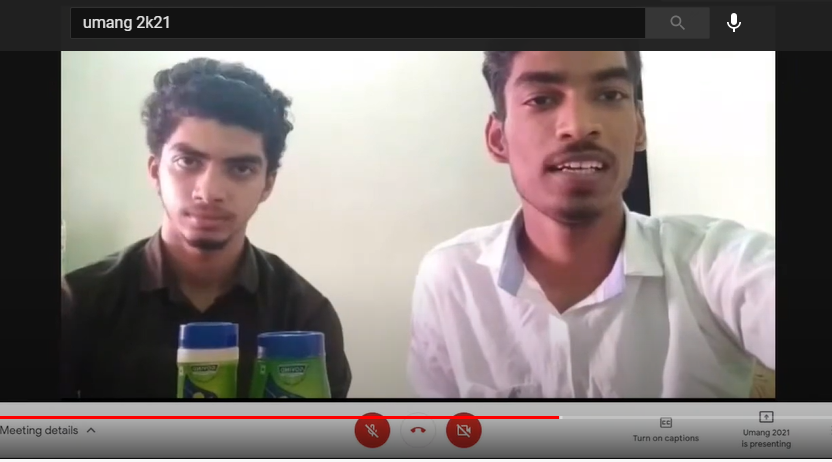 umang 2k21
Meeting details
Turn on captions
Umang 2021
is presenting